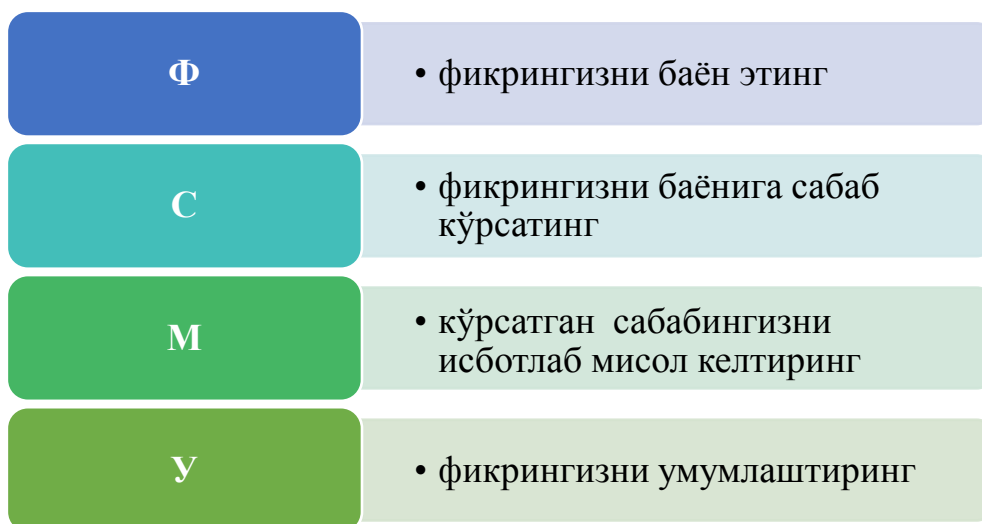 Ф
• фикрингизни баён этинг
С
• фикрингизни баёнига сабаб
кўрсатинг
М
• кўрсатган сабабингизни
исботлаб мисол келтиринг
У
• фикрингизни умумлаштиринг